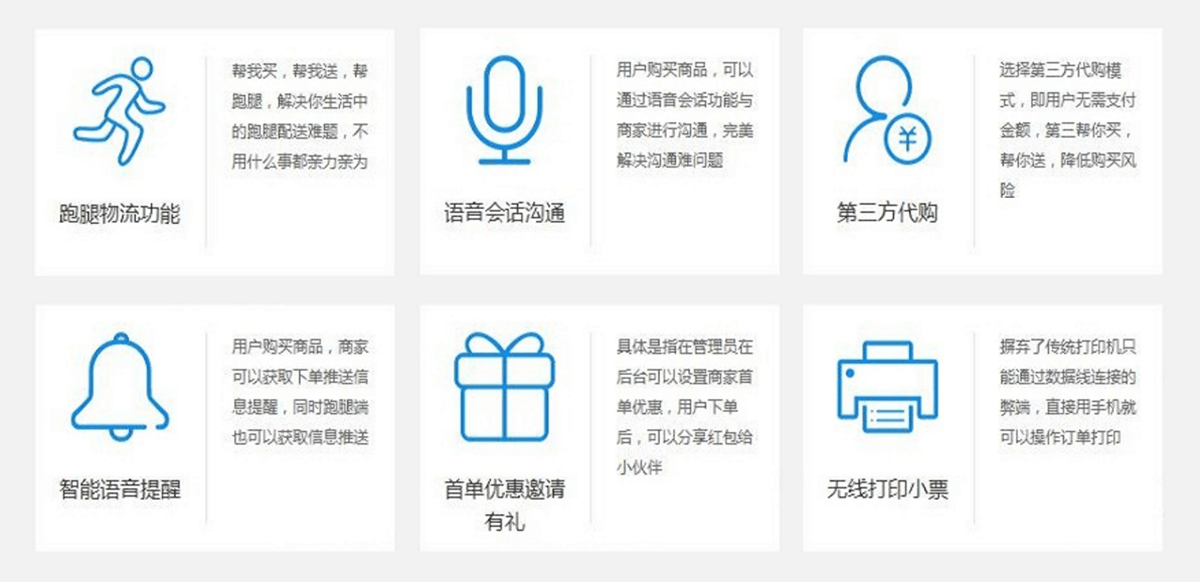 跑腿物流功能
帮我买，帮我送，帮
跑腿，解决你生活中
的跑腿配送难题，不
用什么事都亲力亲为
语音会话沟通
用户购买商品，可以
通过语音会话功能与
商家进行沟通，完美
解决沟通难问题
¥
第三方代购
选择第三方代购模
式，即用户无需支付
金额，第三帮你买，
帮你送，降低购买风
险
智能语音提醒
用户购买商品，商家
可以获取下单推送信
息提醒，同时跑腿端
也可以获取信息推送
首单优惠邀请
有礼
具体是指在管理员在
后台可以设置商家首
单优惠，用户下单
后，可以分享红包给
小伙伴
无线打印小票
摒弃了传统打印机只
能通过数据线连接的
弊端，直接用手机就
可以操作订单打印